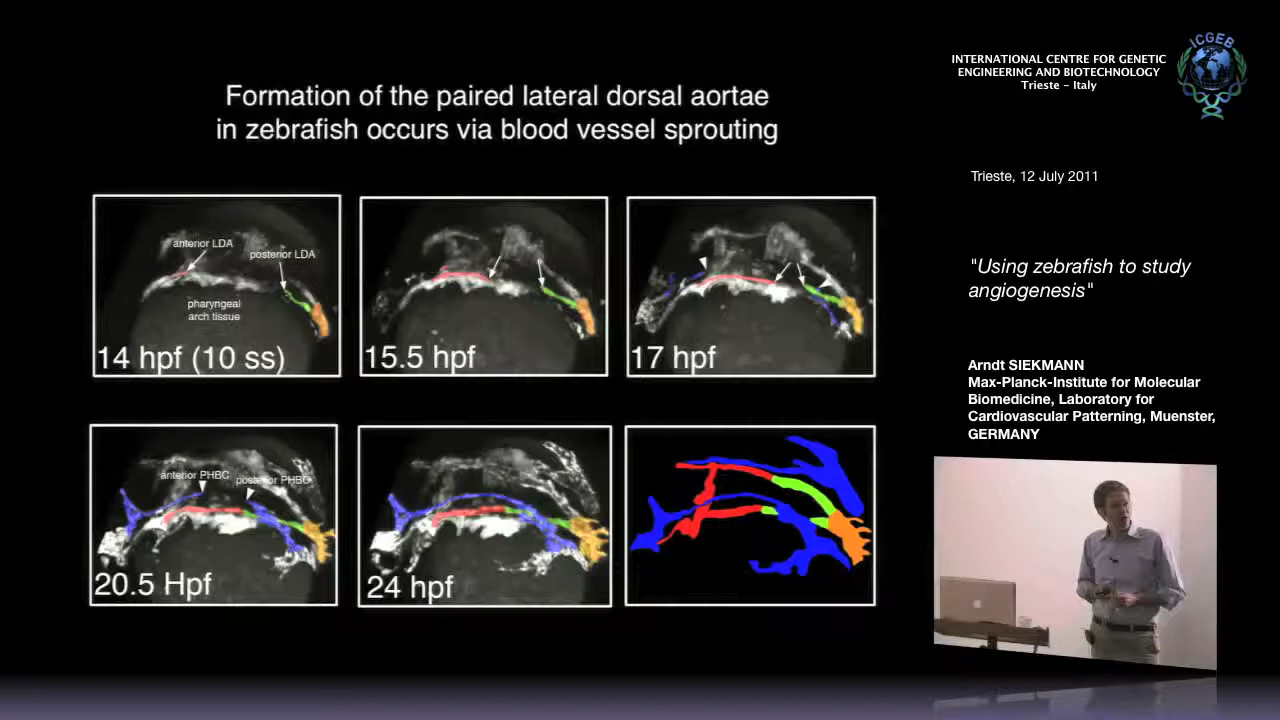 Formation of the paired lateral dorsal aortae
in zebrafish occurs via blood vessel sprouting
anterior LDA
posterior LDA
pharyngeal
arch tissue
14 hpf (10 ss)
15.5 hpf
17 hpf
anterior PHBC
posterior PHBC
20.5 Hpf
24 hpf
ICGEB
INTERNATIONAL CENTRE FOR GENETIC
ENGINEERING AND BIOTECHNOLOGY
Trieste - Italy
Trieste, 12 July 2011
"Using zebrafish to study
angiogenesis"
Arndt SIEKMANN
Max-Planck-Institute for Molecular
Biomedicine, Laboratory for
Cardiovascular Patterning, Muenster,
GERMANY